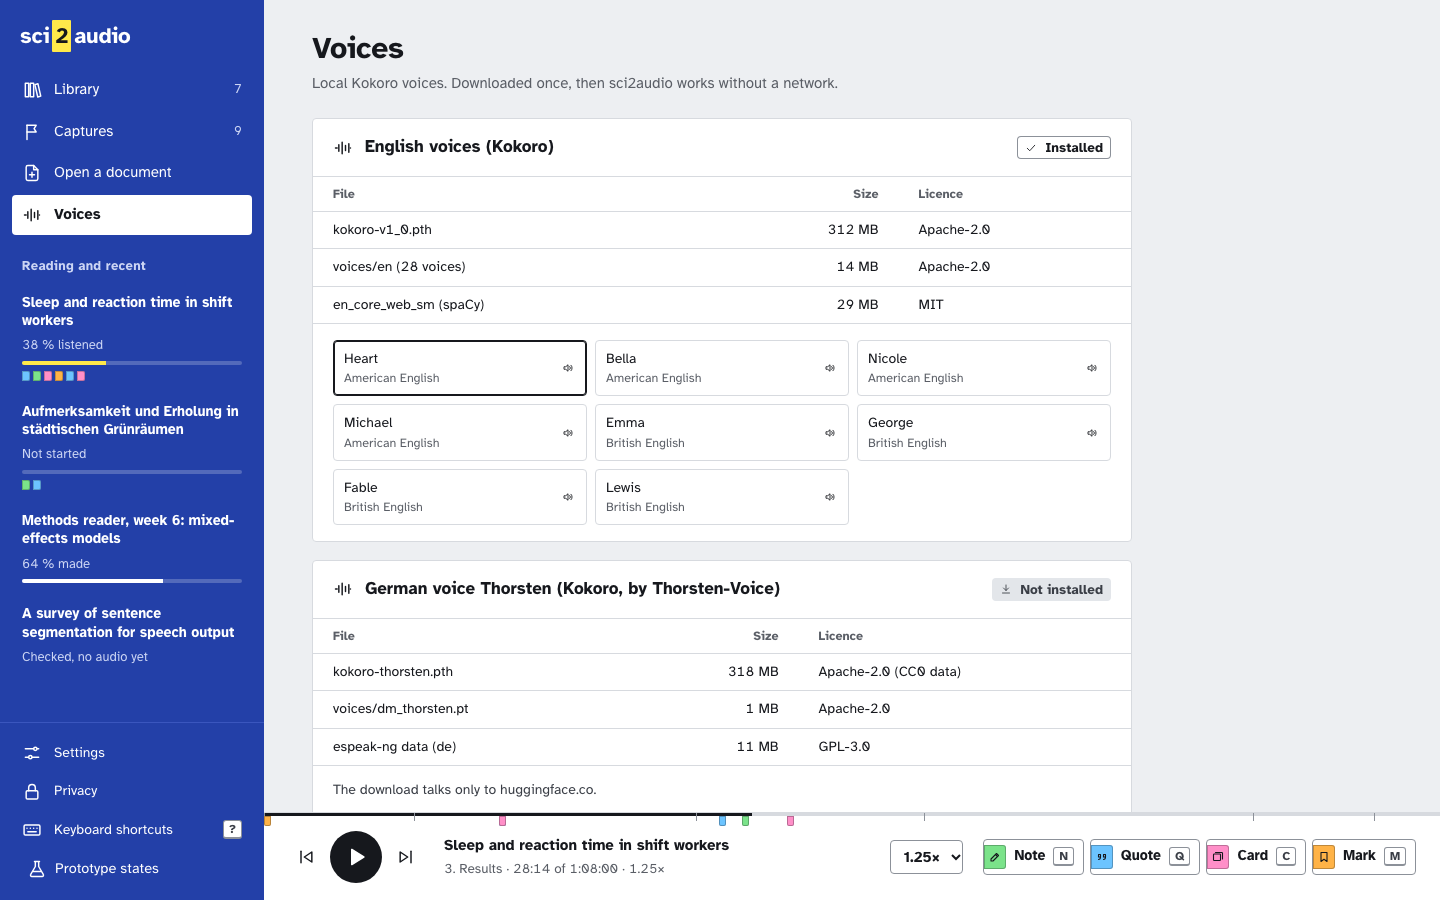 sci2audio
Library 7
Captures 9
Open a document
Voices
Reading and recent
Sleep and reaction time in shift
workers
38 % listened
Aufmerksamkeit und Erholung in
städtischen Grünräumen
Not started
Methods reader, week 6: mixed-
effects models
64 % made
A survey of sentence
segmentation for speech output
Checked, no audio yet
Settings
Privacy
Keyboard shortcuts ?
Prototype states
Voices
Local Kokoro voices. Downloaded once, then sci2audio works without a network.
English voices (Kokoro) Installed
File Size Licence
kokoro-v1_0.pth 312 MB Apache-2.0
voices/en (28 voices) 14 MB Apache-2.0
en_core_web_sm (spaCy) 29 MB MIT
Heart
American English
Bella
American English
Nicole
American English
Michael
American English
Emma
British English
George
British English
Fable
British English
Lewis
British English
German voice Thorsten (Kokoro, by Thorsten-Voice) Not installed
File Size Licence
kokoro-thorsten.pth 318 MB Apache-2.0 (CC0 data)
voices/dm_thorsten.pt 1 MB Apache-2.0
espeak-ng data (de) 11 MB GPL-3.0
The download talks only to huggingface.co.
Sleep and reaction time in shift workers
3. Results · 28:14 of 1:08:00 · 1.25×
1.25×
Note N
Quote Q
Card C
Mark M